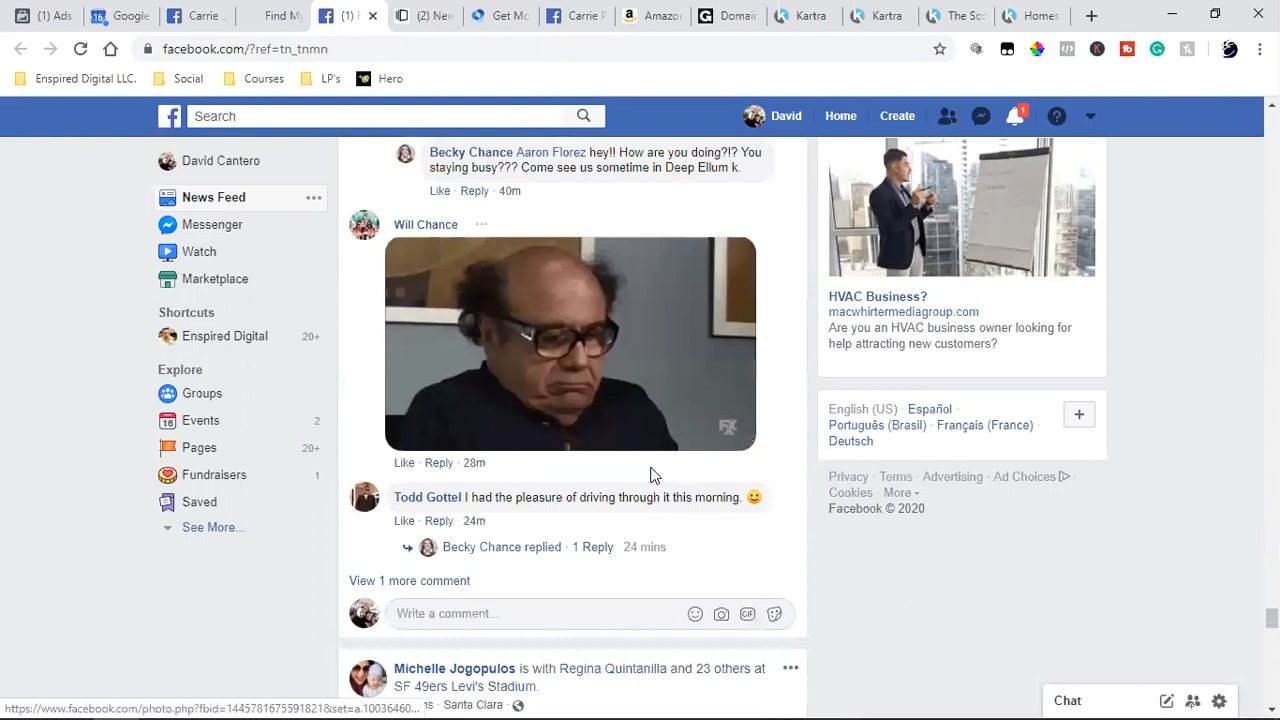 (1) Ads
Google
Carrie
Find My
(1) F
(2) New
Get Mo
Carrie P
Amazon
Domain
Kartra
Kartra
The Sc
Homes
facebook.com/?ref=tn_tnmn
Enspired Digital LLC.
Social
Courses
LP's
Hero
Search
David
Home
Create
1
David Cantero
News Feed
Messenger
Watch
Marketplace
Shortcuts
Enspired Digital 20+
Explore
Groups
Events 2
Pages 20+
Fundraisers 1
Saved
See More...
Becky Chance Aaron Florez hey!! How are you doing?!? You
staying busy??? Come see us sometime in Deep Ellum k.
Like · Reply · 40m
Will Chance ...
FX
Like · Reply · 28m
Todd Gottel I had the pleasure of driving through it this morning. 😀
Like · Reply · 24m
Becky Chance replied · 1 Reply 24 mins
View 1 more comment
Write a comment...
GIF
Michelle Jogopulos is with Regina Quintanilla and 23 others at
SF 49ers Levi's Stadium.
Santa Clara ·
HVAC Business?
macwhirtermediagroup.com
Are you an HVAC business owner looking for
help attracting new customers?
English (US) · Español ·
Português (Brasil) · Français (France) ·
Deutsch
Privacy · Terms · Advertising · Ad Choices ·
Cookies · More
Facebook © 2020
Chat
https://www.facebook.com/photo.php?fbid=1445781675591821&set=a.10036460...